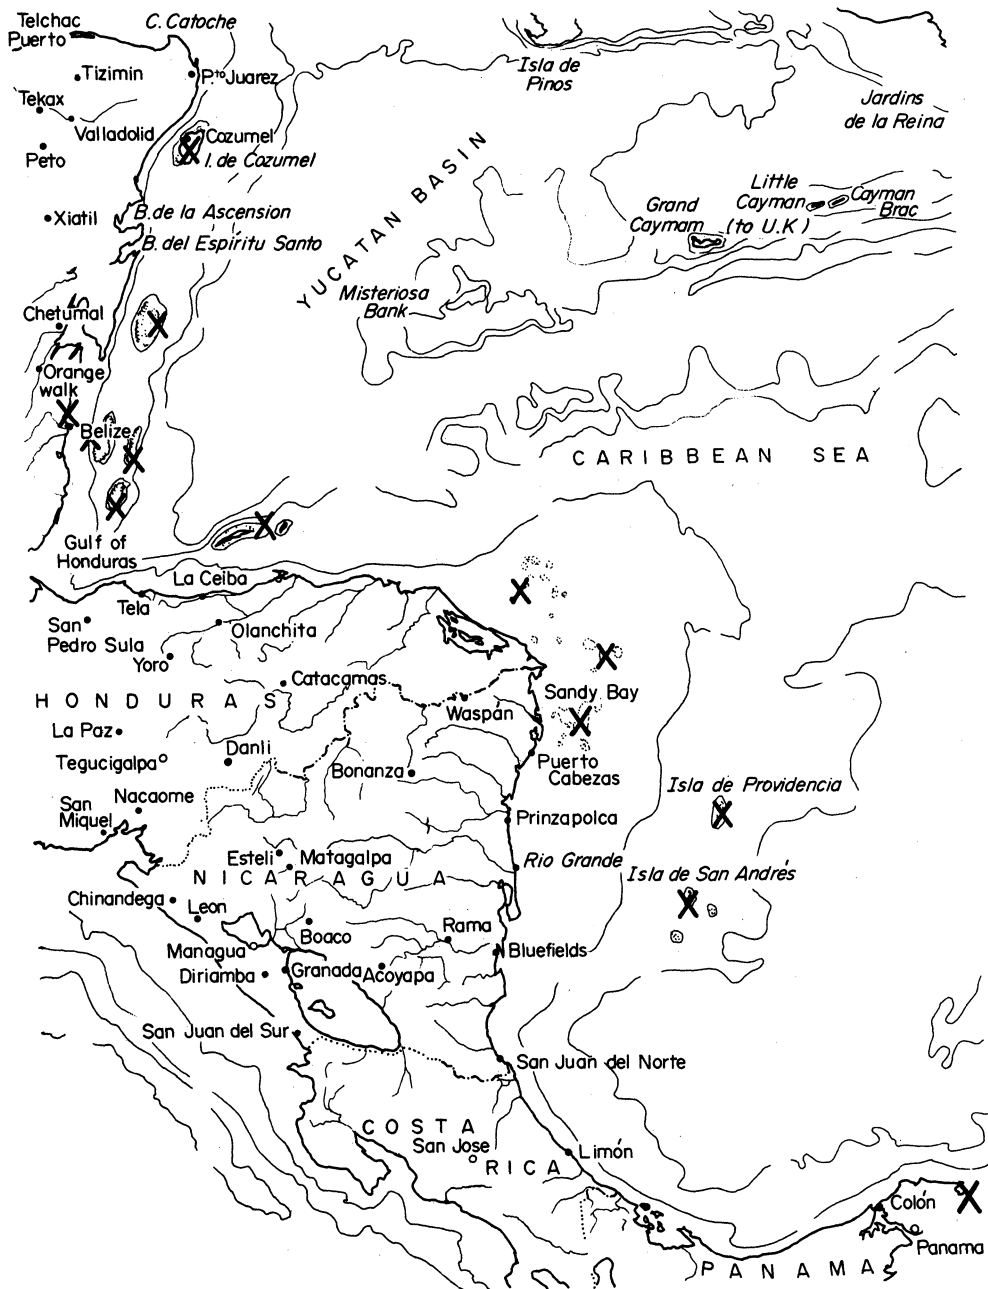 Telchac
Puerto
C. Catoche
Tizimin
P.to Juarez
Isla de
Pinos
Tekax
Valladolid
Cozumel
I. de Cozumel
Peto
Jardins
de la Reina
YUCATAN BASIN
Little
Cayman
(to U.K)
Cayman
Brac
Grand
Caymam
Xiatil
B. de la Ascension
B. del Espíritu Santo
Misteriosa
Bank
Chetumal
Orange
walk
Belize
CARIBBEAN SEA
Gulf of
Honduras
La Ceiba
Tela
San
Pedro Sula
Olanchita
Yoro
Catacamas
HONDURAS
Waspán
Sandy Bay
La Paz
Tegucigalpa
Danli
Bonanza
Puerto
Cabezas
Isla de Providencia
San
Miquel
Nacaome
Prinzapolca
Esteli
Matagalpa
Rio Grande
NICARAGUA
Isla de San Andrés
Chinandega
Leon
Boaco
Rama
Managua
Bluefields
Diriamba
Granada
Acoyapa
San Juan del Sur
San Juan del Norte
COSTA
RICA
San Jose
Limón
Colón
Panama
PANAMA